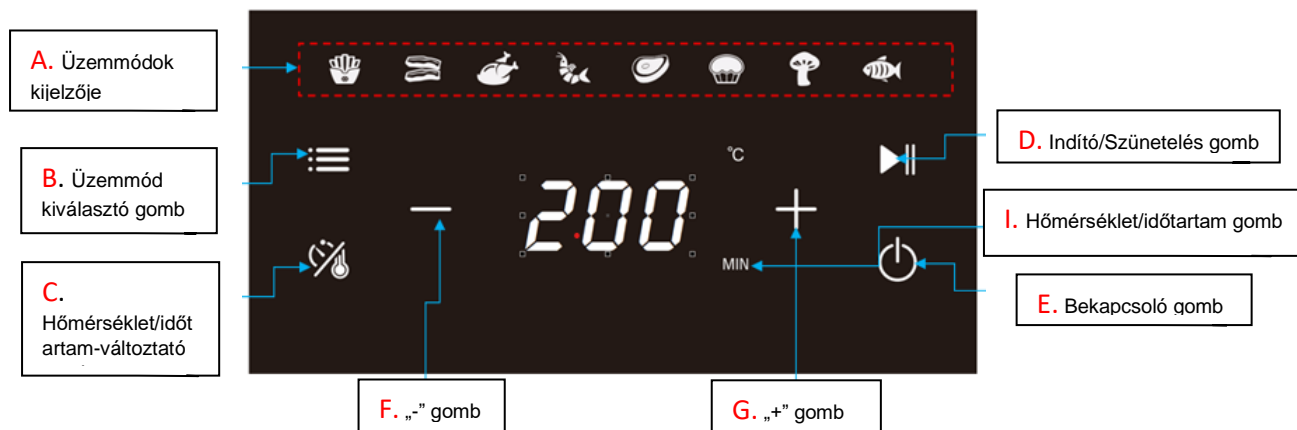 A. Üzemmódok
kijelzője
B. Üzemmód
kiválasztó gomb
C.
Hőmérséklet/időt
artam-változtató
°C
200
MIN
D. Indító/Szünetelés gomb
I. Hőmérséklet/időtartam gomb
E. Bekapcsoló gomb
F. „-” gomb
G. „+” gomb